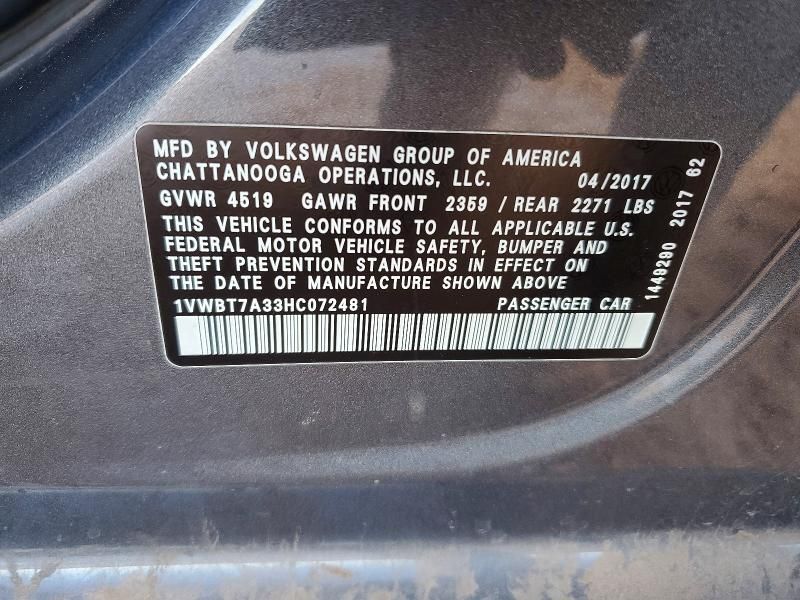 MFD BY VOLKSWAGEN GROUP OF AMERICA
CHATTANOOGA OPERATIONS, LLC. 04/2017
GVWR 4519 GAWR FRONT 2359 / REAR 2271 LBS
THIS VEHICLE CONFORMS TO ALL APPLICABLE U.S.
FEDERAL MOTOR VEHICLE SAFETY, BUMPER AND
THEFT PREVENTION STANDARDS IN EFFECT ON
THE DATE OF MANUFACTURE SHOWN ABOVE
1VWBT7A33HC072481 PASSENGER CAR
1449290 2017 62